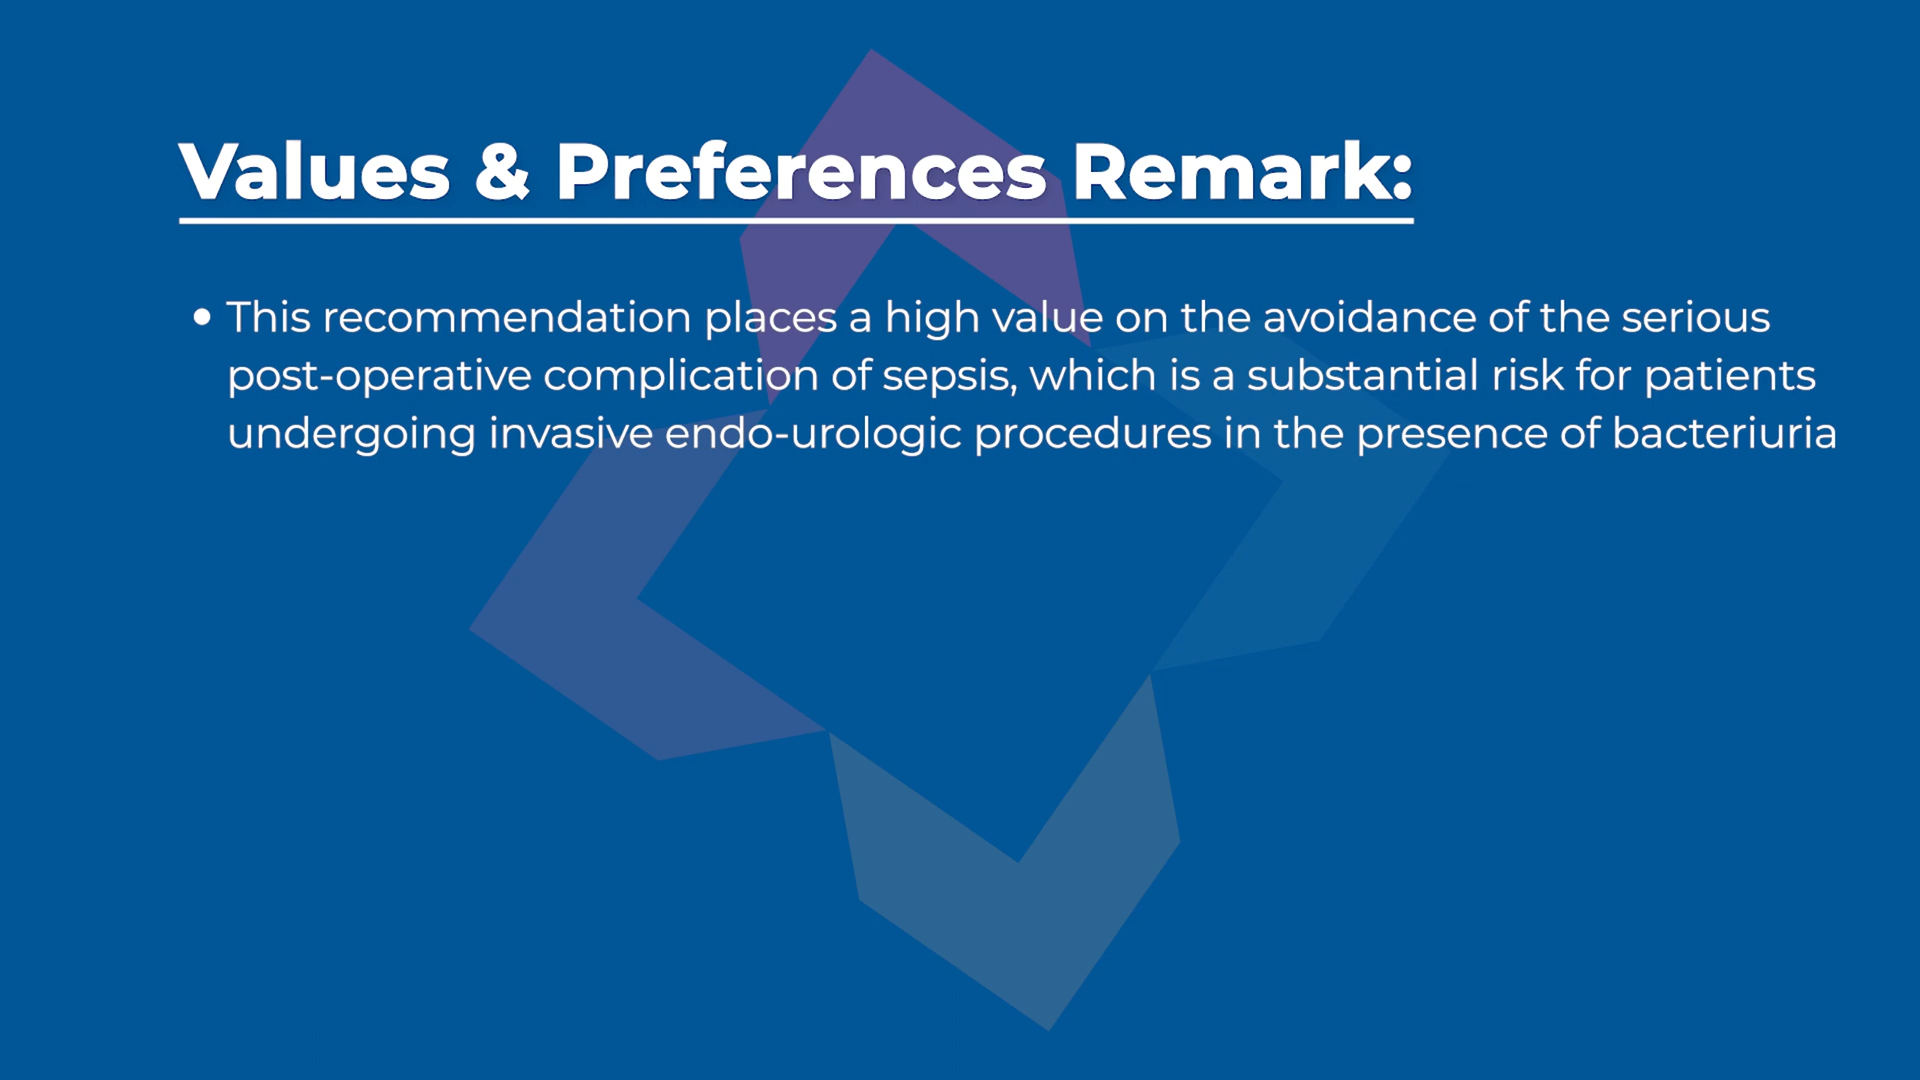 Values & Preferences Remark:
• This recommendation places a high value on the avoidance of the serious
post-operative complication of sepsis, which is a substantial risk for patients
undergoing invasive endo-urologic procedures in the presence of bacteriuria